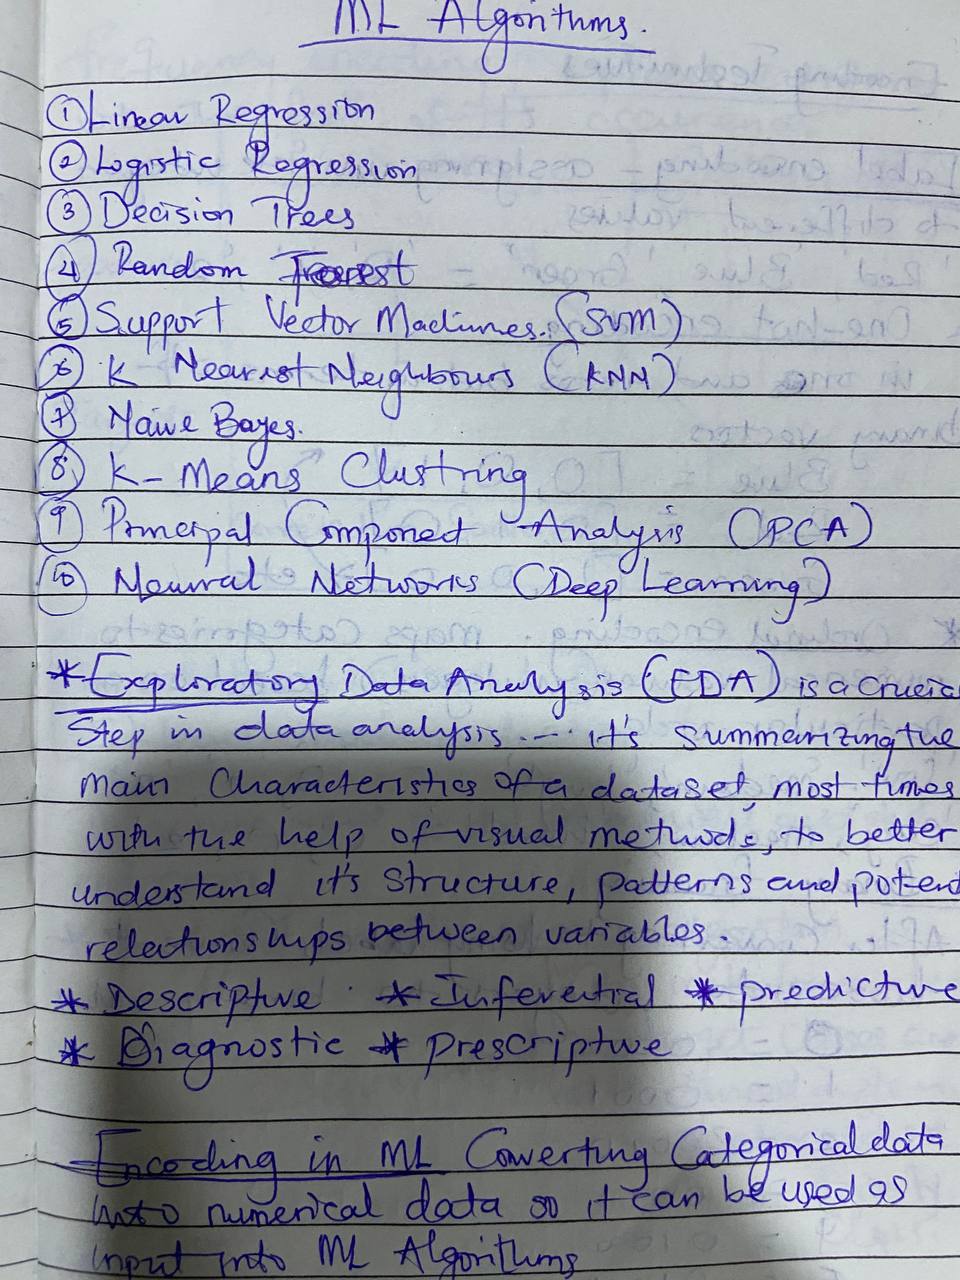 ML Algorithms.
① Linear Regression
② Logistic Regression
③ Decision Trees
④ Random Forest
⑤ Support Vector Machines. (SVM)
⑥ K Nearest Neighbours (KNN)
⑦ Naive Bayes.
⑧ K-Means Clustring
⑨ Principal Componed Analysis (PCA)
⑩ Neural Networks (Deep Learning)
* Exploratory Data Analysis (EDA) is a crucia
Step in data analysis... it's summarizing the
main characteristics of a dataset, most times
with the help of visual methods, to better
understand it's structure, patterns and potent
relationships between variables.
* Descriptive * Inferential * predictive
* Diagnostic * prescriptive
Encoding in ML Converting Categorical data
into numerical data so it can be used as
input into ML Algorithms